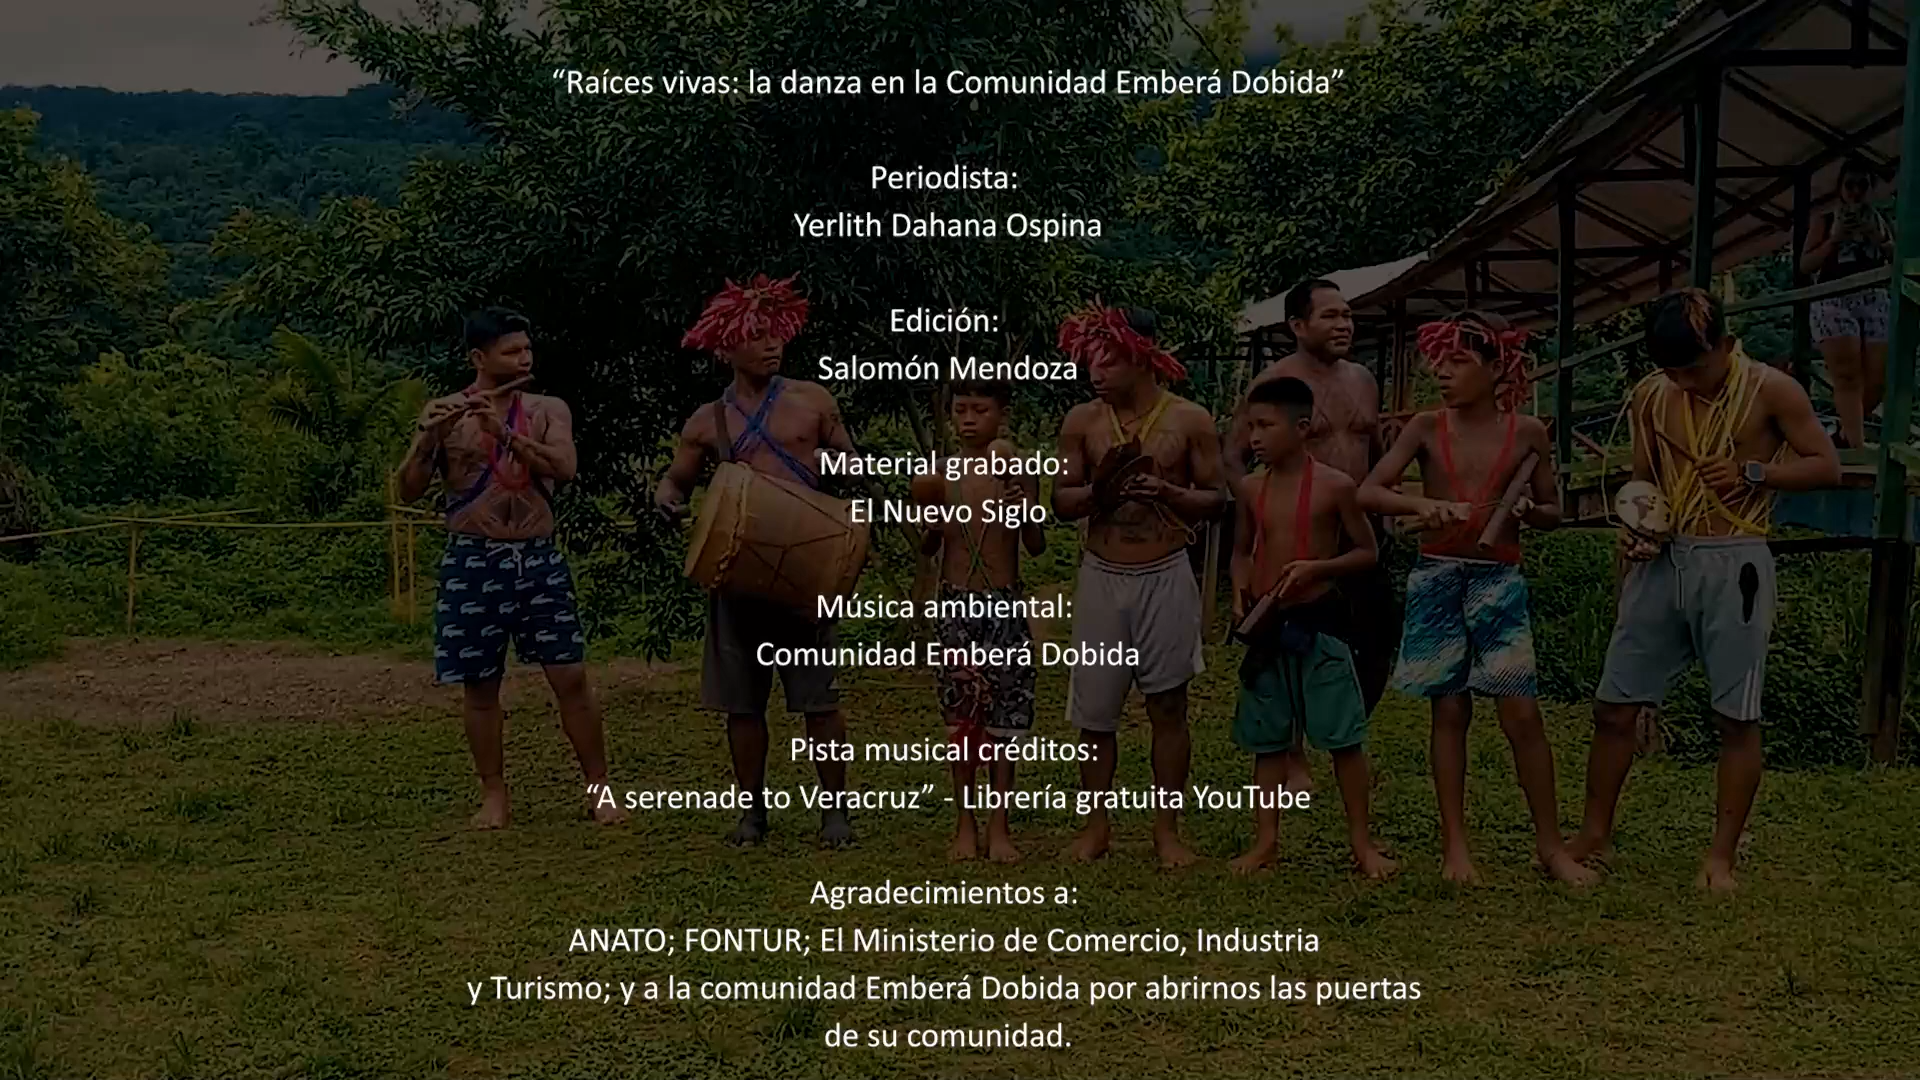 “Raíces vivas: la danza en la Comunidad Emberá Dobida”
Periodista:
Yerlith Dahana Ospina
Edición:
Salomón Mendoza
Material grabado:
El Nuevo Siglo
Música ambiental:
Comunidad Emberá Dobida
Pista musical créditos:
“A serenade to Veracruz” - Librería gratuita YouTube
Agradecimientos a:
ANATO; FONTUR; El Ministerio de Comercio, Industria
y Turismo; y a la comunidad Emberá Dobida por abrirnos las puertas
de su comunidad.